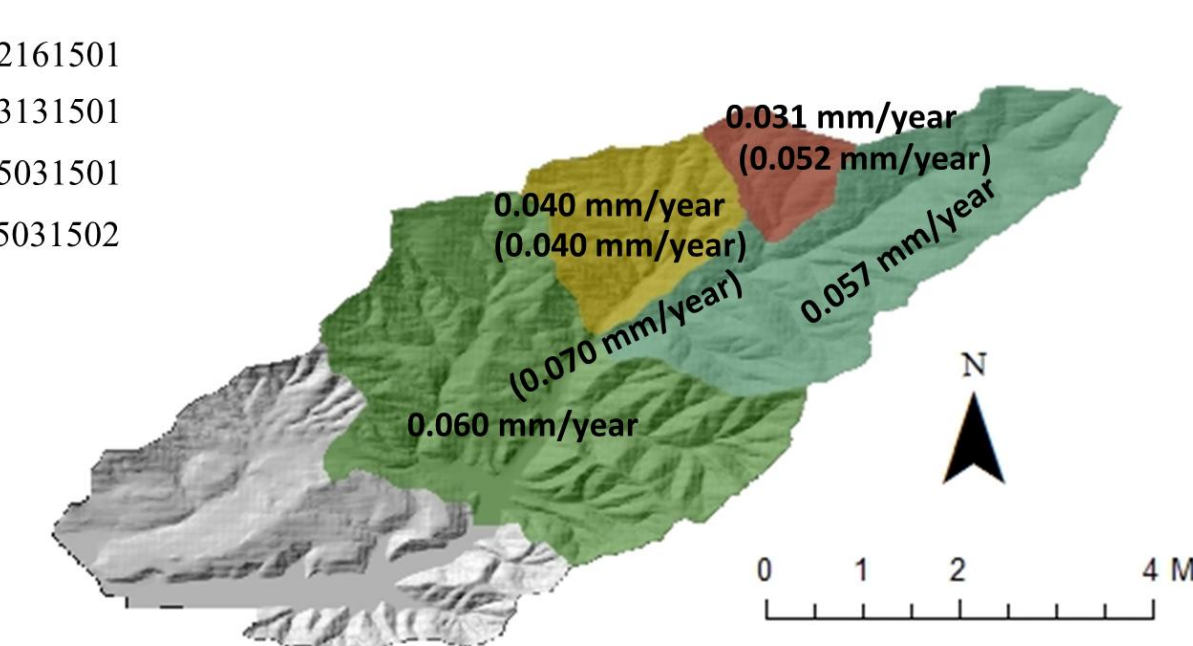 2161501
3131501
5031501
5031502
0.031 mm/year
(0.052 mm/year)
0.040 mm/year
(0.040 mm/year)
0.057 mm/year
(0.070 mm/year)
0.060 mm/year
N
0 1 2 4 M